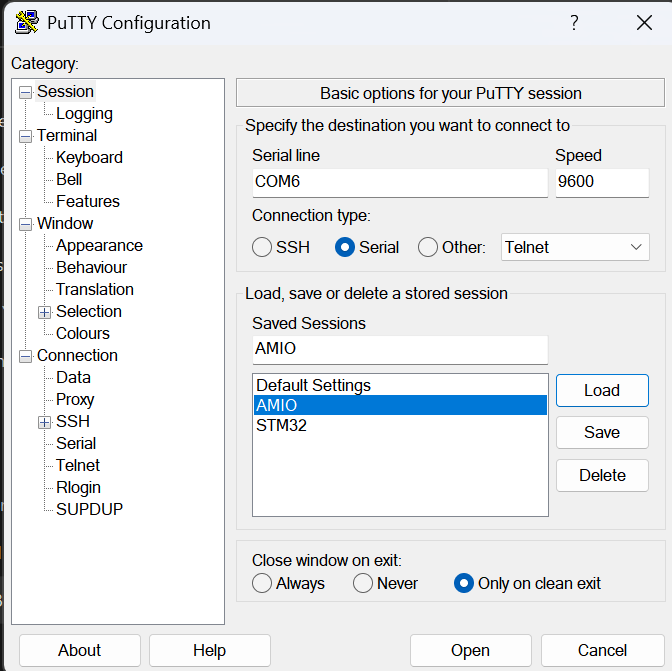 PuTTY Configuration
?
Category:
Session
Logging
Terminal
Keyboard
Bell
Features
Window
Appearance
Behaviour
Translation
Selection
Colours
Connection
Data
Proxy
SSH
Serial
Telnet
Rlogin
SUPDUP
Basic options for your PuTTY session
Specify the destination you want to connect to
Serial line Speed
COM6 9600
Connection type:
SSH Serial Other: Telnet
Load, save or delete a stored session
Saved Sessions
AMIO
Default Settings
AMIO
STM32
Load
Save
Delete
Close window on exit:
Always Never Only on clean exit
About Help Open Cancel